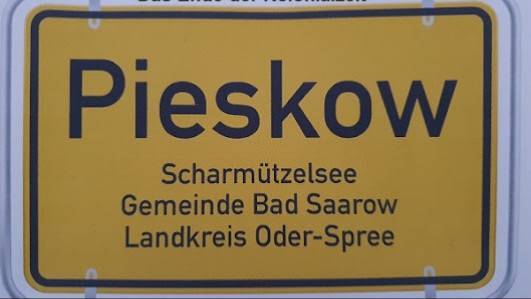 Pieskow
Scharmützelsee
Gemeinde Bad Saarow
Landkreis Oder-Spree